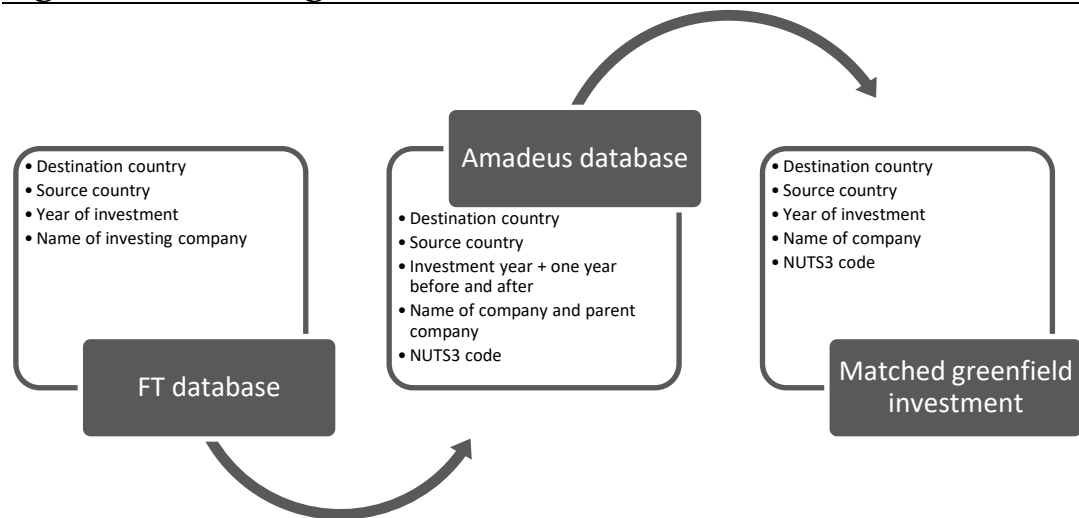 • Destination country
• Source country
• Year of investment
• Name of investing company
FT database
Amadeus database
• Destination country
• Source country
• Investment year + one year
before and after
• Name of company and parent
company
• NUTS3 code
• Destination country
• Source country
• Year of investment
• Name of company
• NUTS3 code
Matched greenfield
investment